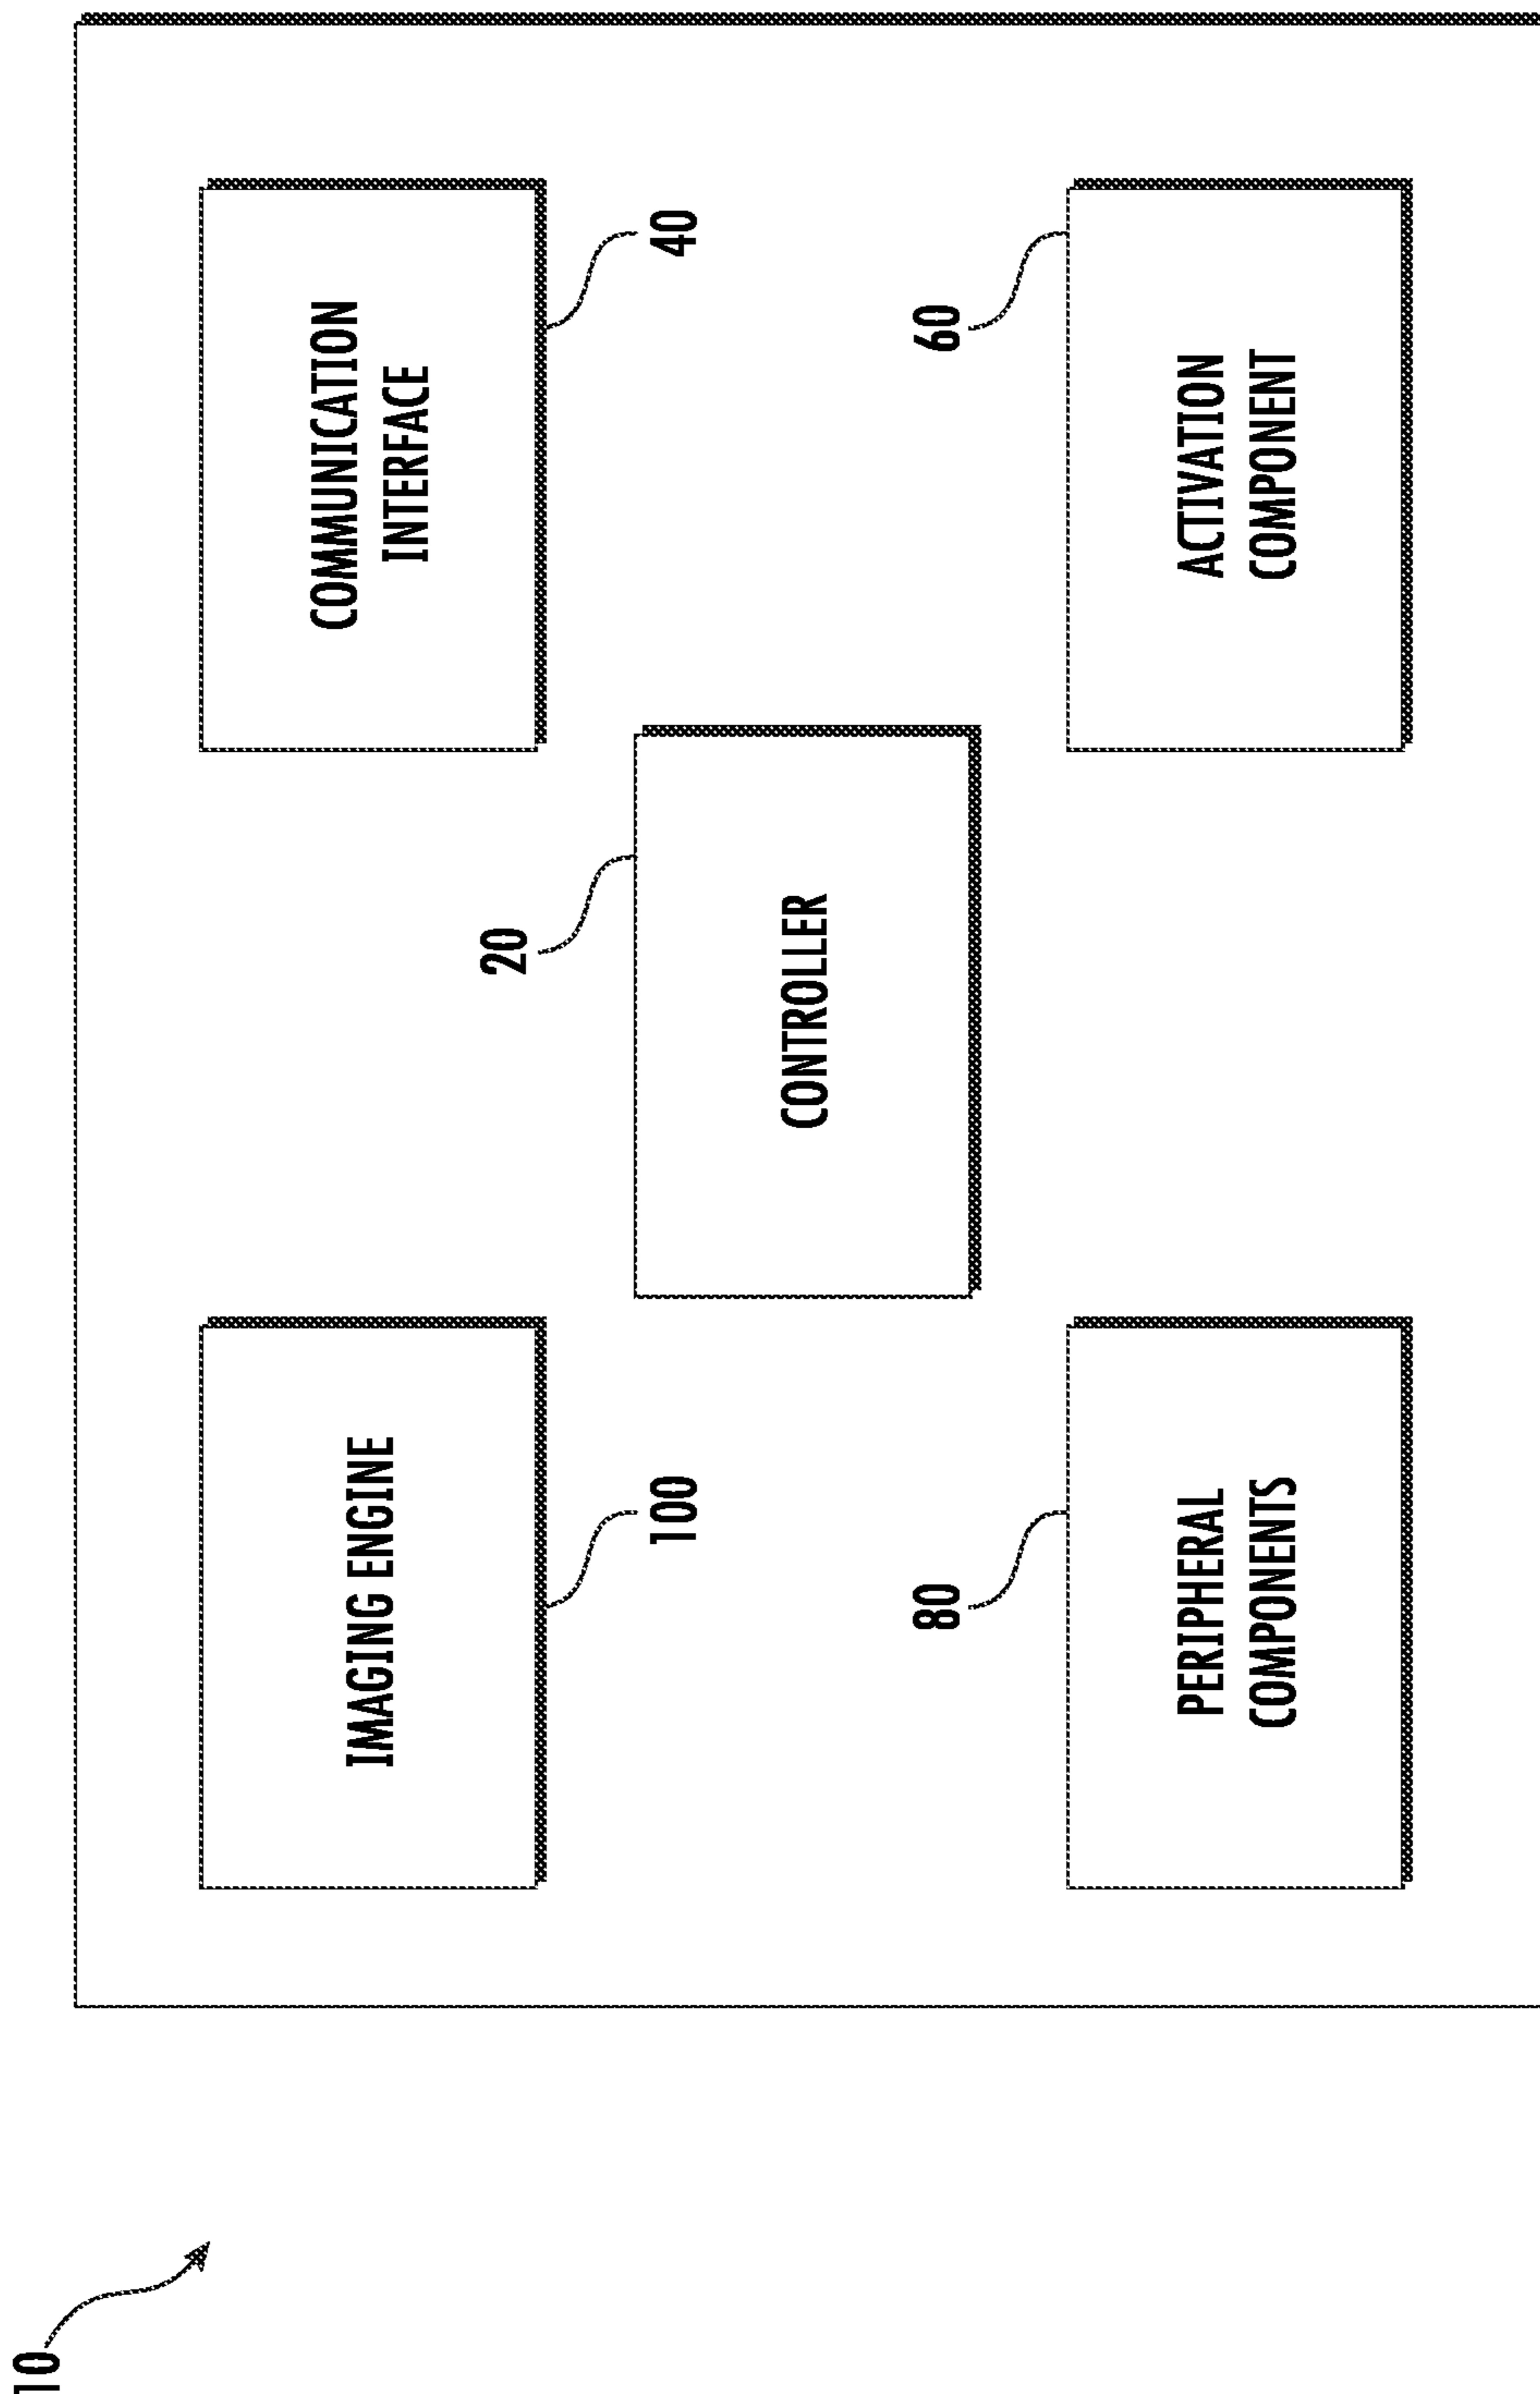 10
IMAGING ENGINE
100
COMMUNICATION
INTERFACE
40
20
CONTROLLER
80
PERIPHERAL
COMPONENTS
60
ACTIVATION
COMPONENT